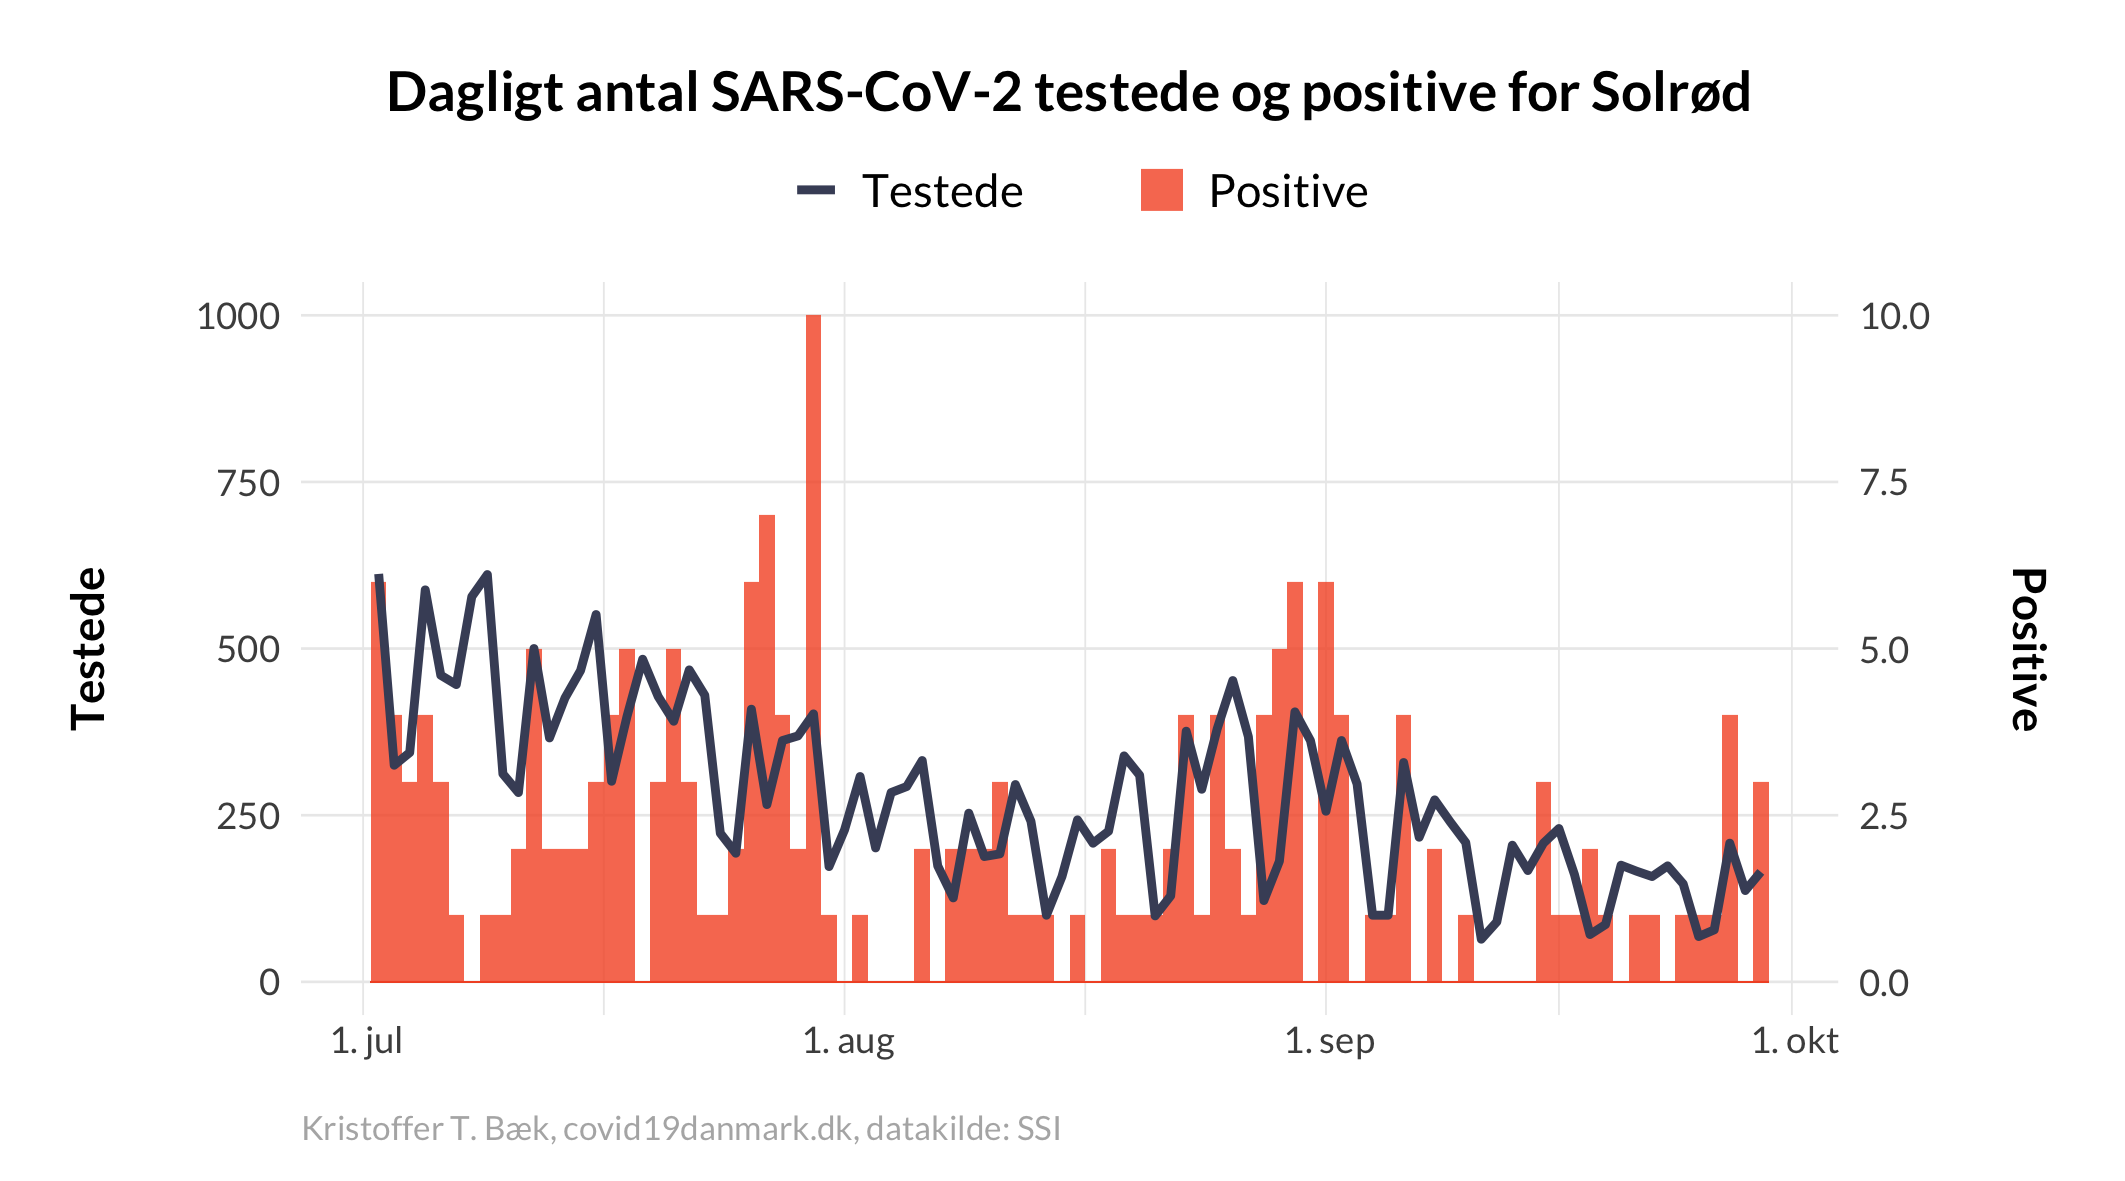 Dagligt antal SARS-CoV-2 testede og positive for Solrød
Testede
Positive
1000
750
500
250
0
10.0
7.5
5.0
2.5
0.0
Testede
Positive
1. jul
1. aug
1. sep
1. okt
Kristoffer T. Bæk, covid19danmark.dk, datakilde: SSI